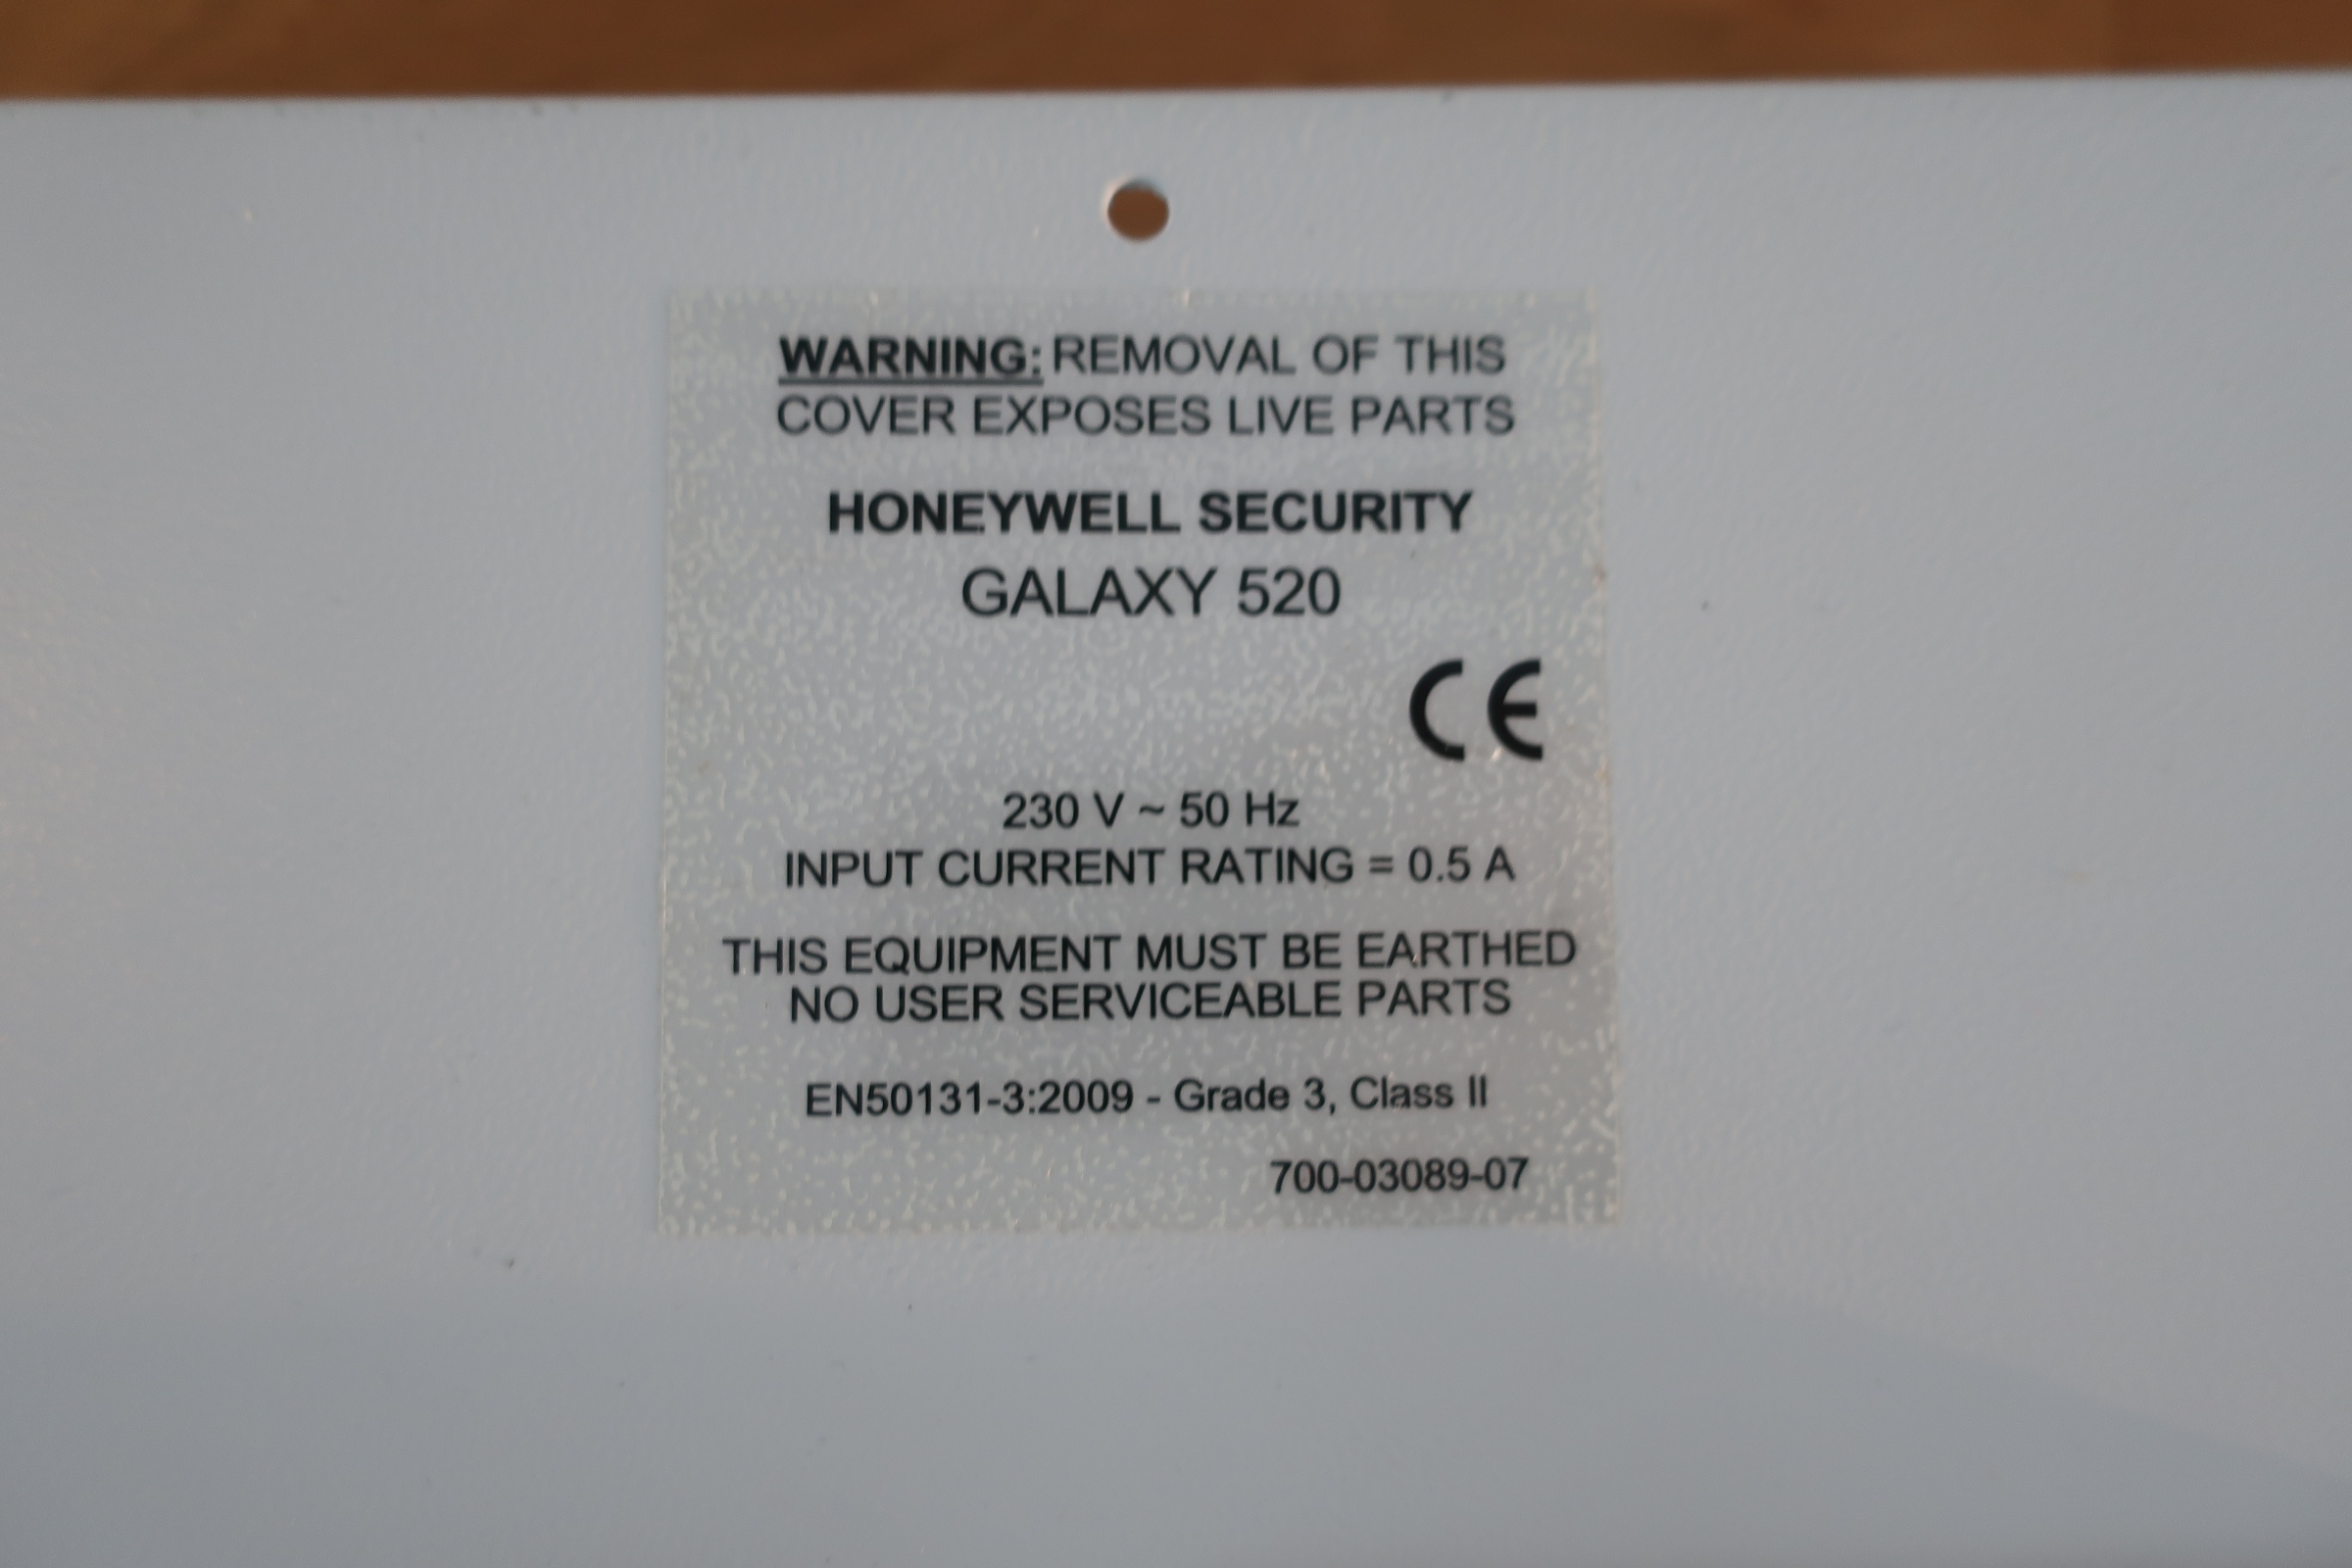 WARNING: REMOVAL OF THIS
COVER EXPOSES LIVE PARTS
HONEYWELL SECURITY
GALAXY 520
CE
230 V ~ 50 Hz
INPUT CURRENT RATING = 0.5 A
THIS EQUIPMENT MUST BE EARTHED
NO USER SERVICEABLE PARTS
EN50131-3:2009 - Grade 3, Class II
700-03089-07